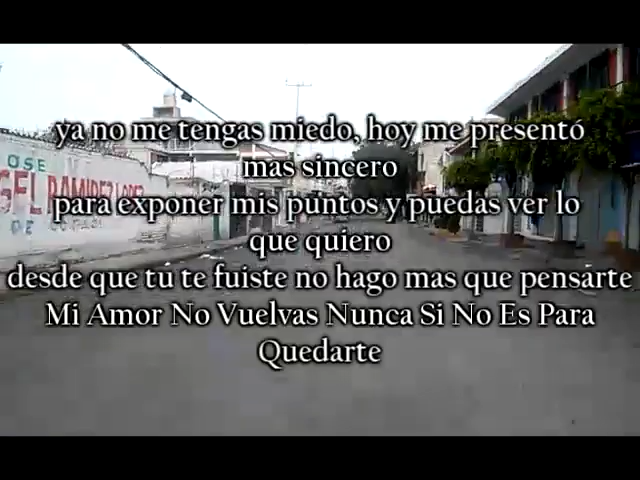 ya no me tengas miedo, hoy me presentó
mas sincero
para exponer mis puntos y puedas ver lo
que quiero
desde que tu te fuiste no hago mas que pensarte
Mi Amor No Vuelvas Nunca Si No Es Para
Quedarte
OSE
GEL RAMIREZ LOPEZ
DE